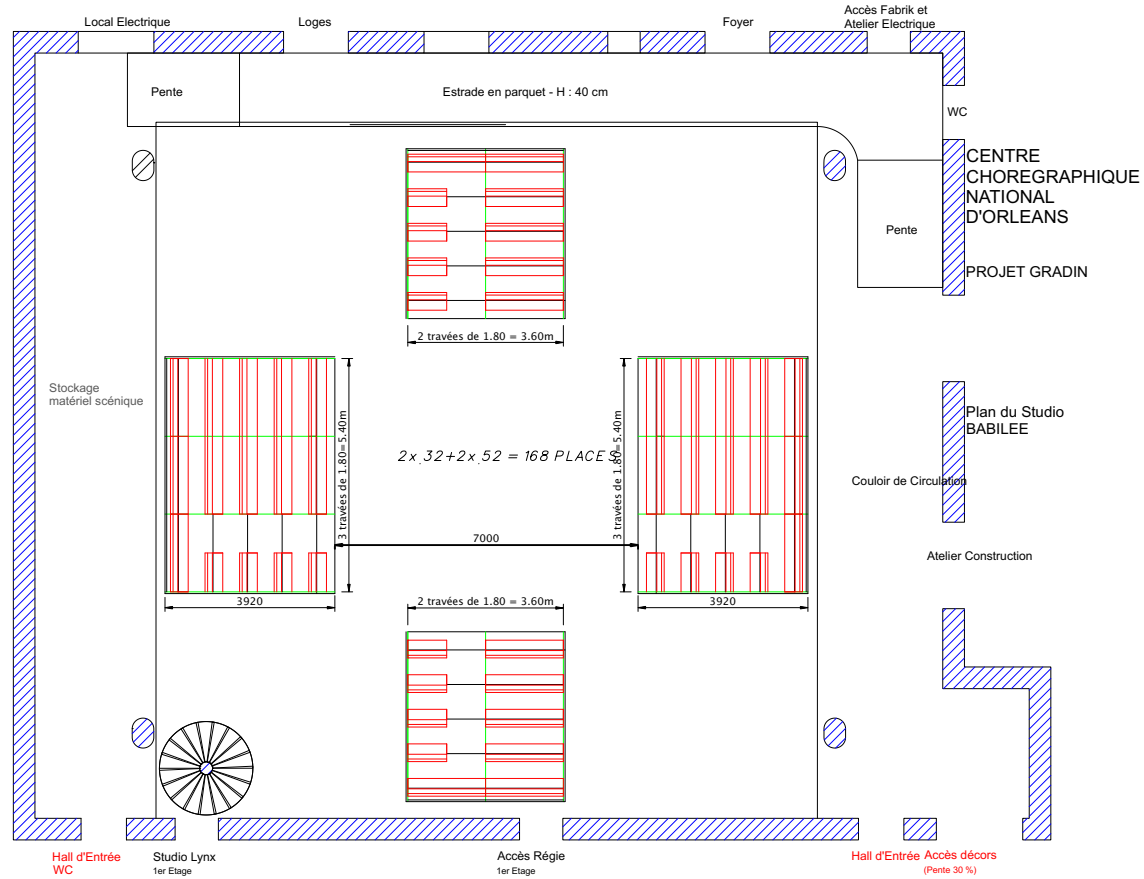 Local Electrique
Loges
Foyer
Accès Fabrik et
Atelier Electrique
Pente
Estrade en parquet - H : 40 cm
WC
CENTRE
CHOREGRAPHIQUE
NATIONAL
D'ORLEANS
Pente
PROJET GRADIN
2 travées de 1.80 = 3.60m
Stockage
matériel scénique
3 travées de 1.80= 5.40m
2x 32+2x 52 = 168 PLACES
3 travées de 1.80= 5.40m
Plan du Studio
BABILEE
Couloir de Circulation
7000
Atelier Construction
3920
2 travées de 1.80 = 3.60m
3920
Hall d'Entrée
WC
Studio Lynx
1er Etage
Accès Régie
1er Etage
Hall d'Entrée
Accès décors
(Pente 30 %)